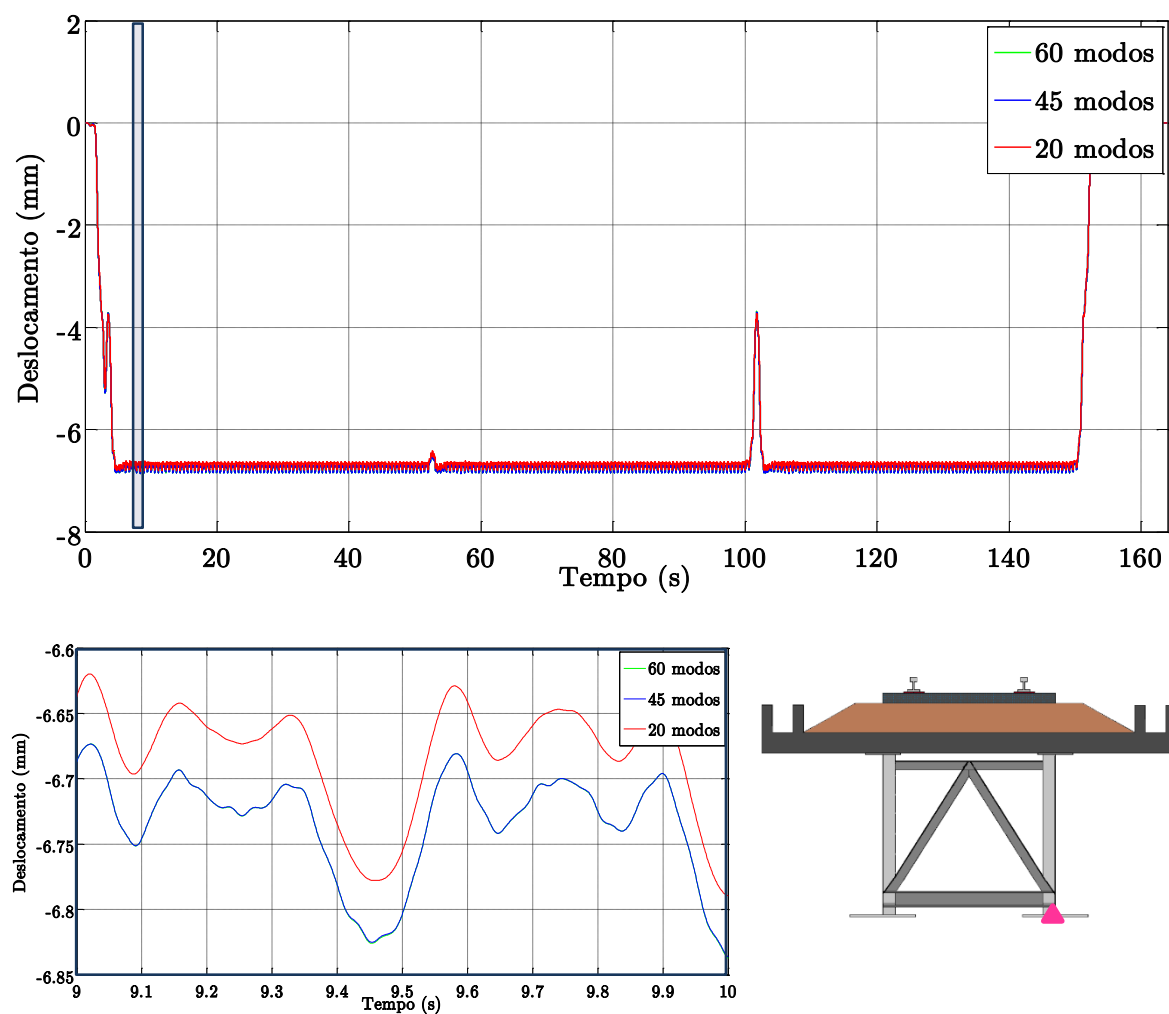 2
0
-2
-4
-6
-8
Deslocamento (mm)
60 modos
45 modos
20 modos
0 20 40 60 80 100 120 140 160
Tempo (s)
-6.6
-6.65
-6.7
-6.75
-6.8
-6.85
Deslocamento (mm)
60 modos
45 modos
20 modos
9 9.1 9.2 9.3 9.4 9.5 9.6 9.7 9.8 9.9 10
Tempo (s)